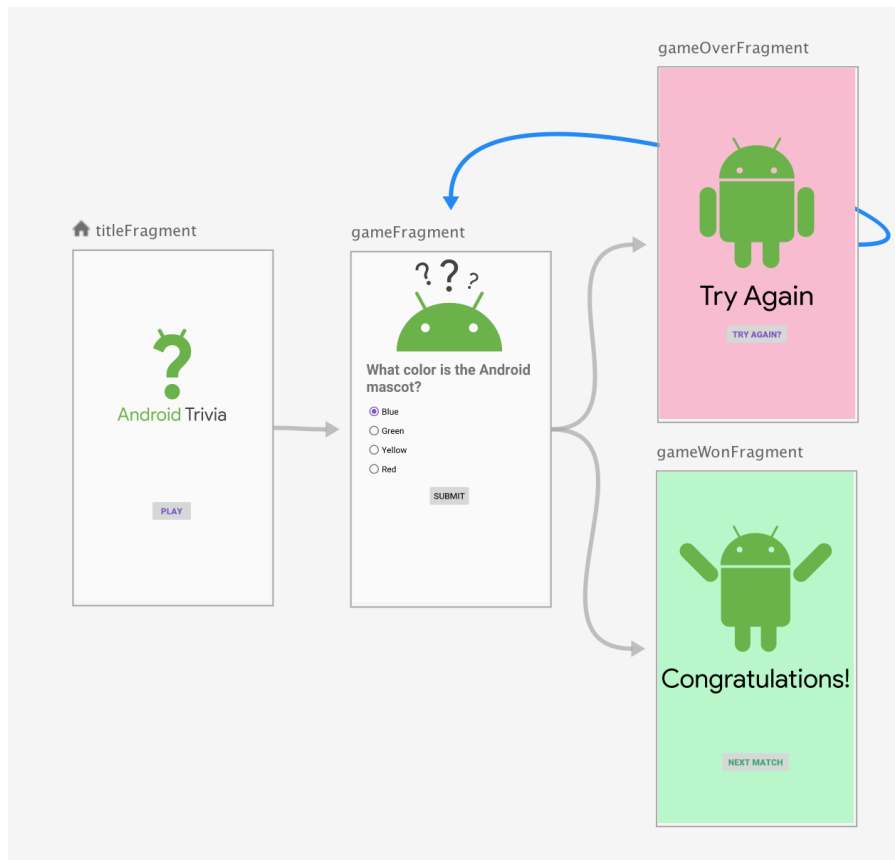 gameOverFragment
Try Again
TRY AGAIN?
titleFragment
Android Trivia
PLAY
gameFragment
? ? ?
What color is the Android
mascot?
Blue
Green
Yellow
Red
SUBMIT
gameWonFragment
Congratulations!
NEXT MATCH